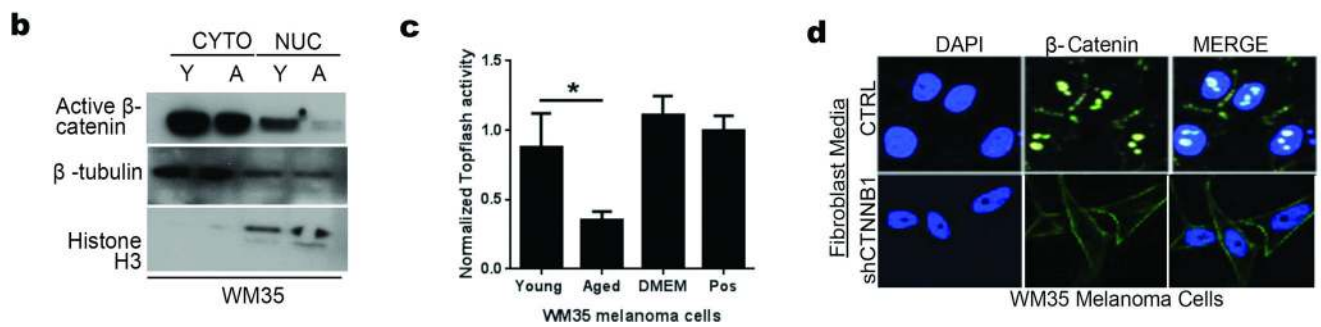 b
CYTO NUC
Y A Y A
Active β-
catenin
β -tubulin
Histone
H3
WM35
c
Normalized Topflash activity
1.5
1.0
0.5
0.0
*
Young Aged DMEM Pos
WM35 melanoma cells
d
DAPI β-Catenin MERGE
Fibroblast Media
CTRL
shCTNNB1
WM35 Melanoma Cells